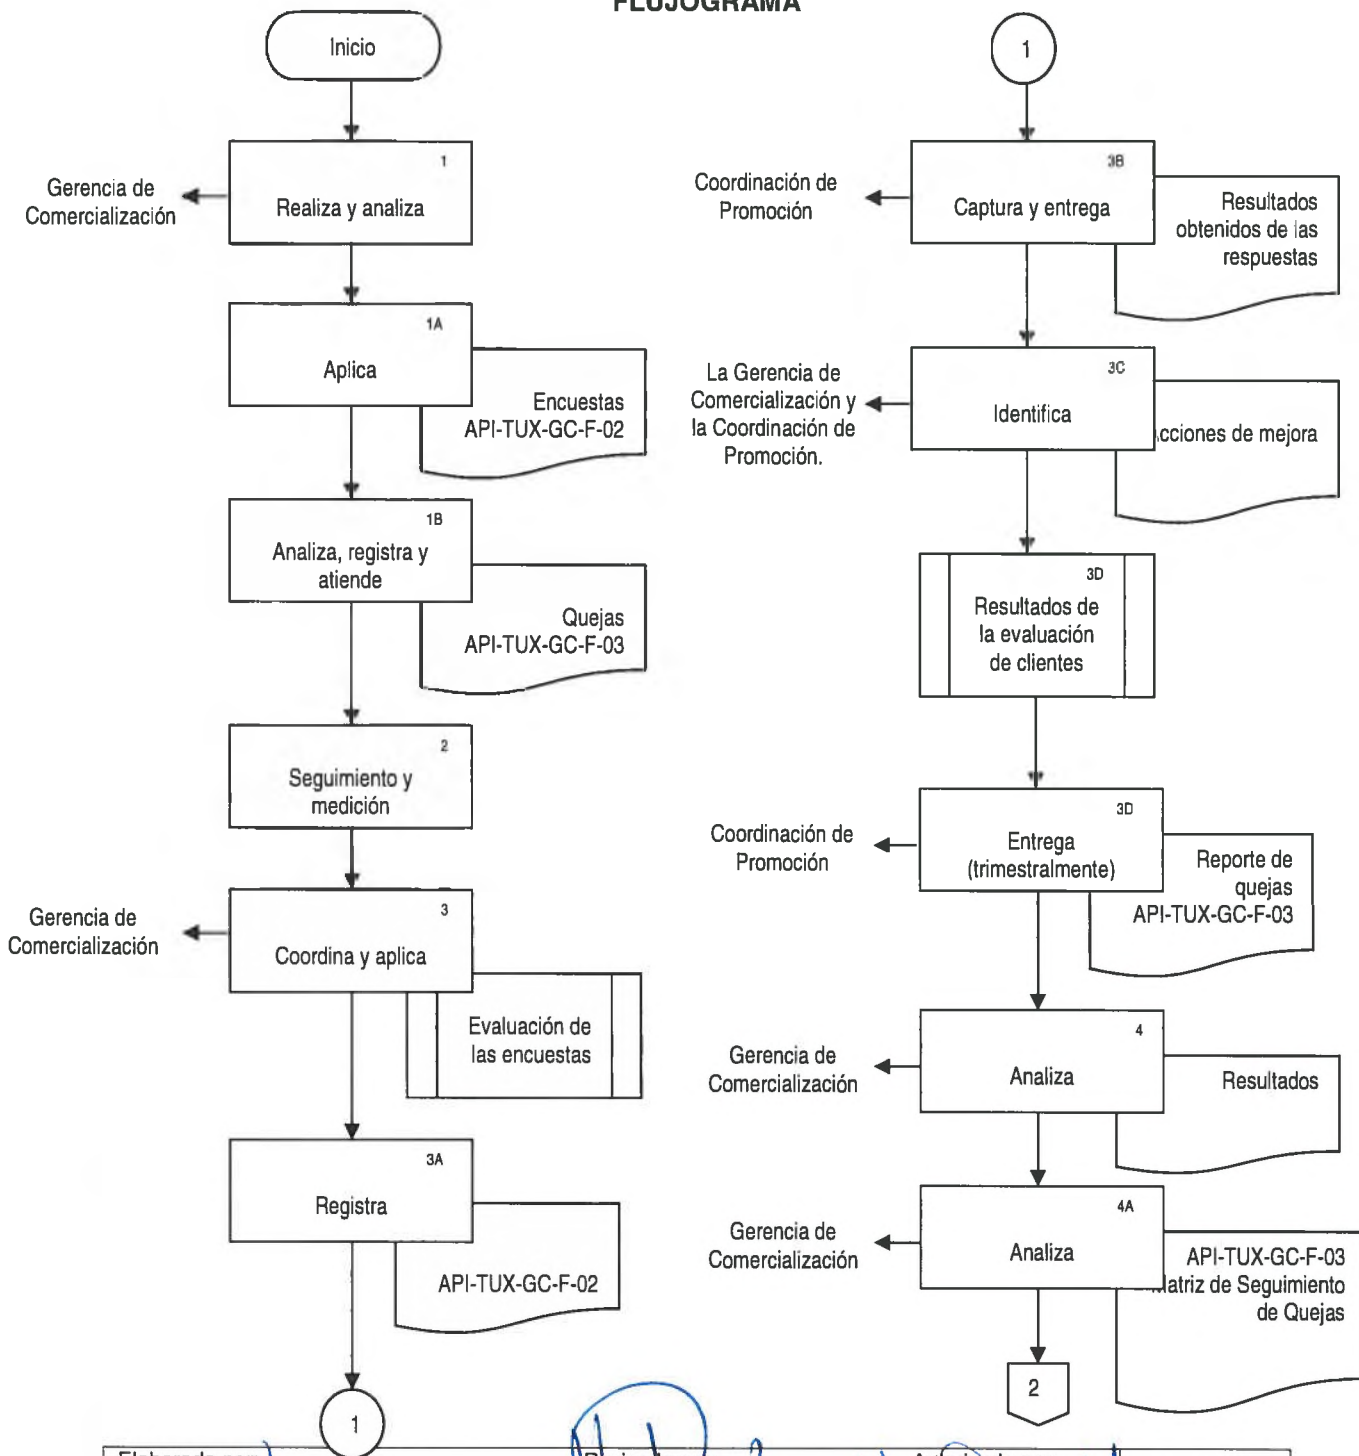 FLUJOGRAMA
Inicio
1
Gerencia de
Comercialización
Realiza y analiza
1A
Aplica
Encuestas
API-TUX-GC-F-02
1B
Analiza, registra y
atiende
Quejas
API-TUX-GC-F-03
2
Seguimiento y
medición
3
Gerencia de
Comercialización
Coordina y aplica
Evaluación de
las encuestas
3A
Registra
API-TUX-GC-F-02
1
1
3B
Coordinación de
Promoción
Captura y entrega
Resultados
obtenidos de las
respuestas
3C
La Gerencia de
Comercialización y
la Coordinación de
Promoción.
Identifica
cciones de mejora
3D
Resultados de
la evaluación
de clientes
3D
Coordinación de
Promoción
Entrega
(trimestralmente)
Reporte de
quejas
API-TUX-GC-F-03
4
Gerencia de
Comercialización
Analiza
Resultados
4A
Gerencia de
Comercialización
Analiza
API-TUX-GC-F-03
Matriz de Seguimiento
de Quejas
2
Elaborado por